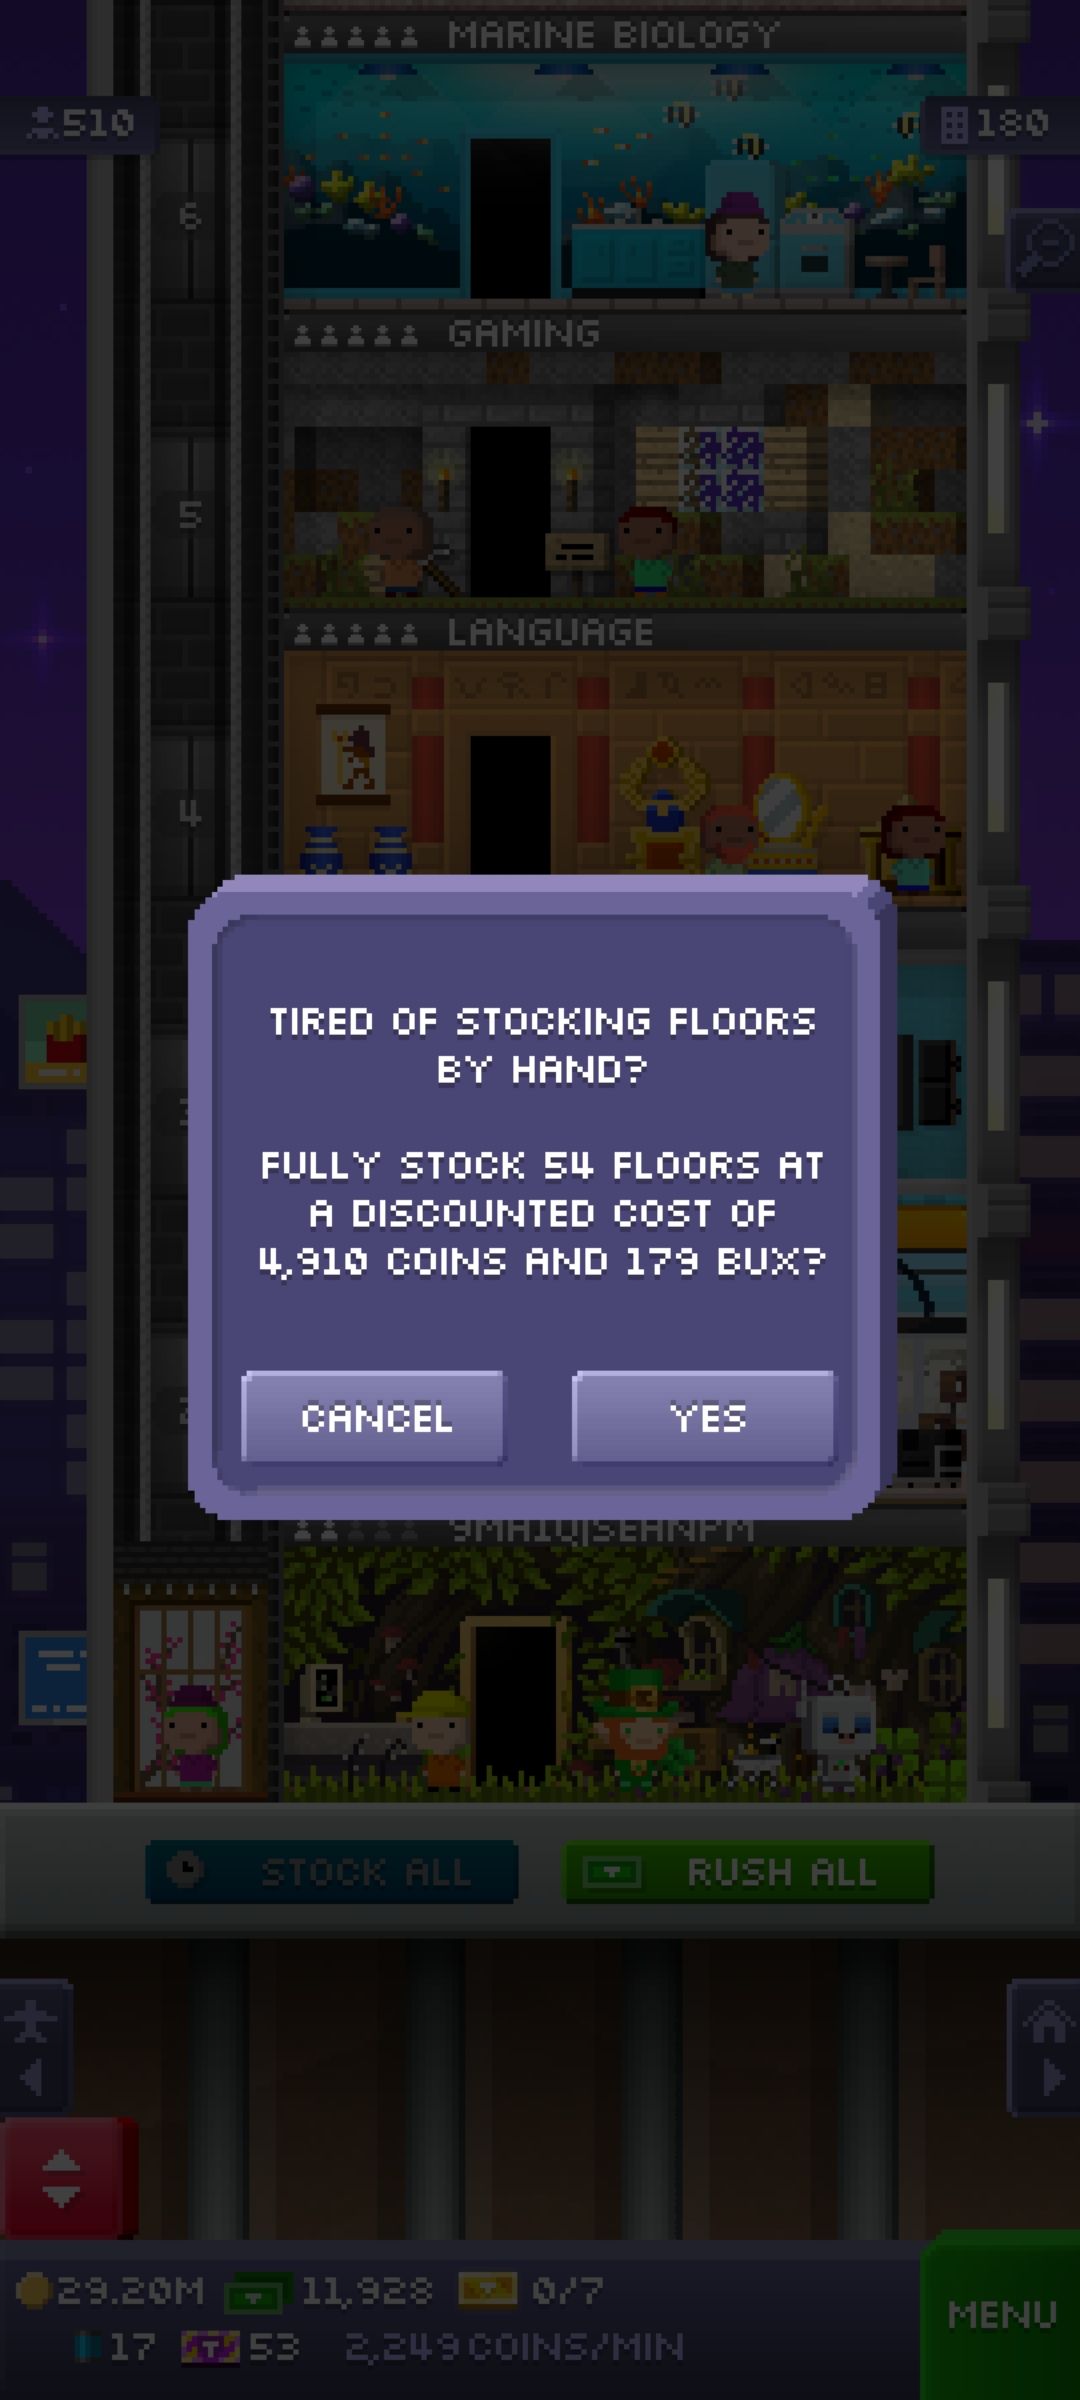 MARINE BIOLOGY
510
180
6
GAMING
5
LANGUAGE
4
TIRED OF STOCKING FLOORS
BY HAND?
FULLY STOCK 54 FLOORS AT
A DISCOUNTED COST OF
4,910 COINS AND 179 BUX?
CANCEL
YES
STOCK ALL
RUSH ALL
29.20M
11,928
0/7
MENU
17
53
2,249 COINS/MIN